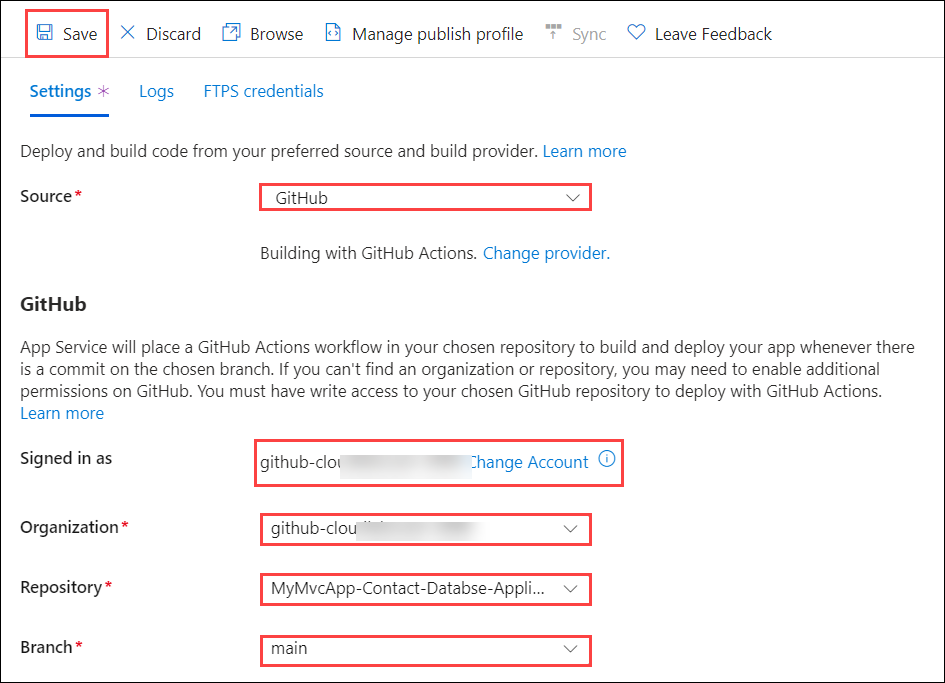 Save Discard Browse Manage publish profile Sync Leave Feedback
Settings * Logs FTPS credentials
Deploy and build code from your preferred source and build provider. Learn more
Source* GitHub
Building with GitHub Actions. Change provider.
GitHub
App Service will place a GitHub Actions workflow in your chosen repository to build and deploy your app whenever there
is a commit on the chosen branch. If you can't find an organization or repository, you may need to enable additional
permissions on GitHub. You must have write access to your chosen GitHub repository to deploy with GitHub Actions.
Learn more
Signed in as github-clou Change Account
Organization* github-clou
Repository* MyMvcApp-Contact-Databse-Appli...
Branch* main